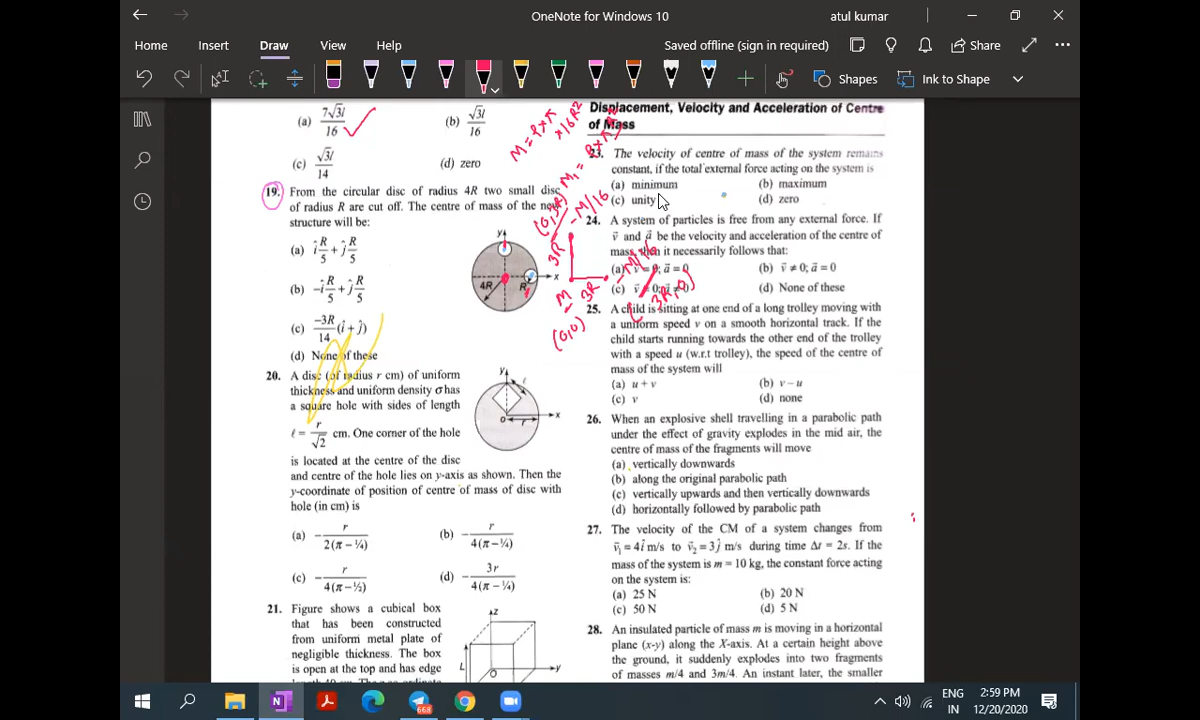 OneNote for Windows 10
atul kumar
Home Insert Draw View Help
Saved offline (sign in required)
Share
Shapes
Ink to Shape
(a) 7√3l/16
(b) √3l/16
(c) √3l/14
(d) zero
19. From the circular disc of radius 4R two small disc
of radius R are cut off. The centre of mass of the new
structure will be:
(a) î R/5 + ĵ R/5
(b) -î R/5 + ĵ R/5
(c) -3R/14 (î + ĵ)
(d) None of these
y
x
4R
R
20. A disc (of radius r cm) of uniform
thickness and uniform density σ has
a square hole with sides of length
ℓ = r/√2 cm. One corner of the hole
is located at the centre of the disc
and centre of the hole lies on y-axis as shown. Then the
y-coordinate of position of centre of mass of disc with
hole (in cm) is
y
x
O
r
(a) - r/2(π – ¼)
(b) - r/4(π – ¼)
(c) - r/4(π – ½)
(d) - 3r/4(π – ¼)
21. Figure shows a cubical box
that has been constructed
from uniform metal plate of
negligible thickness. The box
is open at the top and has edge
z
y
L
O
M = ρ×π
×16R²
M₁ =
(0,3R)
-M/16
3R
M
3R
(0,0)
(3R,0)
Displacement, Velocity and Acceleration of Centre
of Mass
23. The velocity of centre of mass of the system remains
constant, if the total external force acting on the system is
(a) minimum
(b) maximum
(c) unity
(d) zero
24. A system of particles is free from any external force. If
v⃗ and a⃗ be the velocity and acceleration of the centre of
mass, then it necessarily follows that:
(a) v⃗ = 0; a⃗ = 0
(b) v⃗ ≠ 0; a⃗ = 0
(c) v⃗ ≠ 0; a⃗ ≠ 0
(d) None of these
25. A child is sitting at one end of a long trolley moving with
a uniform speed v on a smooth horizontal track. If the
child starts running towards the other end of the trolley
with a speed u (w.r.t trolley), the speed of the centre of
mass of the system will
(a) u + v
(b) v – u
(c) v
(d) none
26. When an explosive shell travelling in a parabolic path
under the effect of gravity explodes in the mid air, the
centre of mass of the fragments will move
(a) vertically downwards
(b) along the original parabolic path
(c) vertically upwards and then vertically downwards
(d) horizontally followed by parabolic path
27. The velocity of the CM of a system changes from
v⃗₁ = 4î m/s to v⃗₂ = 3ĵ m/s during time Δt = 2s. If the
mass of the system is m = 10 kg, the constant force acting
on the system is:
(a) 25 N
(b) 20 N
(c) 50 N
(d) 5 N
28. An insulated particle of mass m is moving in a horizontal
plane (x-y) along the X-axis. At a certain height above
the ground, it suddenly explodes into two fragments
of masses m/4 and 3m/4. An instant later, the smaller
668
ENG
IN
2:59 PM
12/20/2020